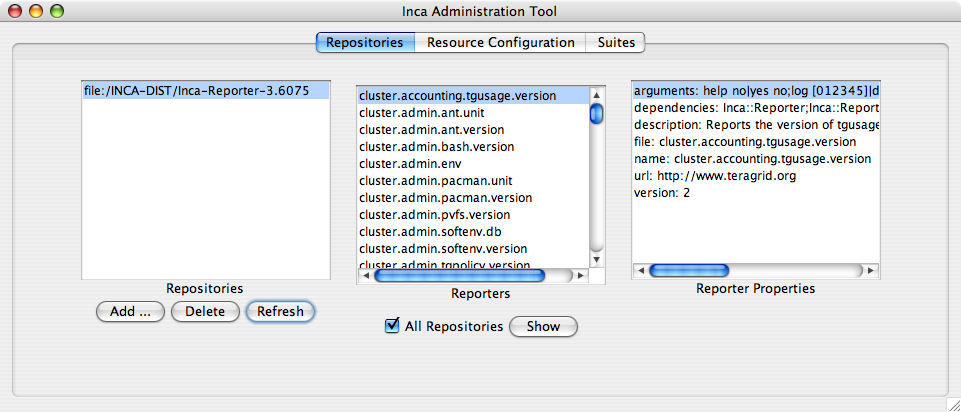 Inca Administration Tool
Repositories
Resource Configuration
Suites
file:/INCA-DIST/Inca-Reporter-3.6075
Repositories
Add ...
Delete
Refresh
cluster.accounting.tgusage.version
cluster.admin.ant.unit
cluster.admin.ant.version
cluster.admin.bash.version
cluster.admin.env
cluster.admin.pacman.unit
cluster.admin.pacman.version
cluster.admin.pvfs.version
cluster.admin.softenv.db
cluster.admin.softenv.version
cluster.admin.tgpolicy.version
Reporters
All Repositories
Show
arguments: help no|yes no;log [012345]|d
dependencies: Inca::Reporter;Inca::Report
description: Reports the version of tgusage
file: cluster.accounting.tgusage.version
name: cluster.accounting.tgusage.version
url: http://www.teragrid.org
version: 2
Reporter Properties